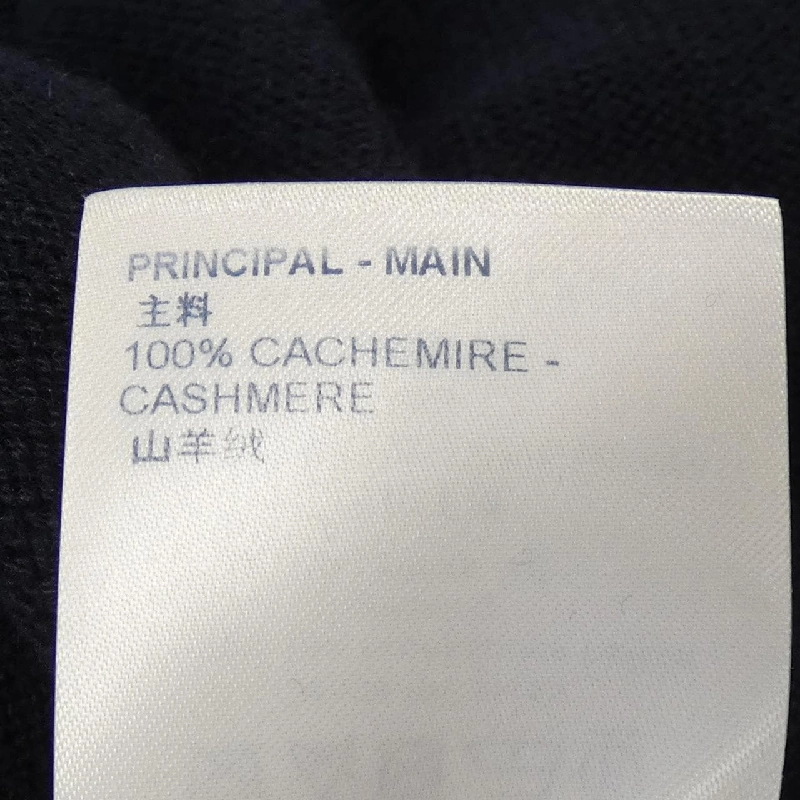 PRINCIPAL - MAIN
主料
100% CACHEMIRE -
CASHMERE
山羊绒